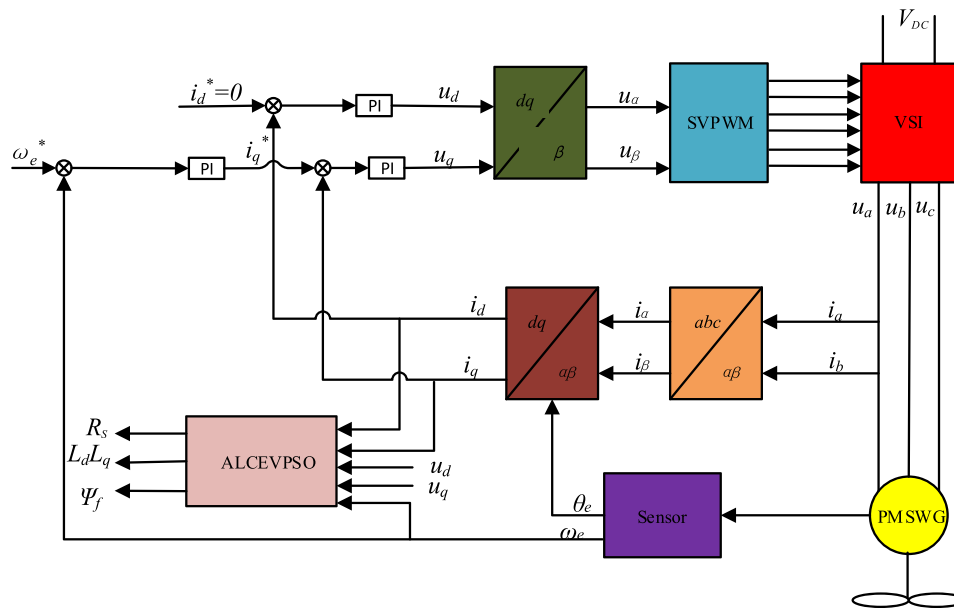 V_DC
i_d^*=0
PI
u_d
dq
β
u_α
SVPWM
VSI
ω_e^*
PI
i_q^*
PI
u_q
u_β
u_a
u_b
u_c
i_d
dq
αβ
i_α
abc
αβ
i_a
i_q
i_β
i_b
R_s
L_dL_q
Ψ_f
ALCEVPSO
u_d
u_q
θ_e
ω_e
Sensor
PMSWG